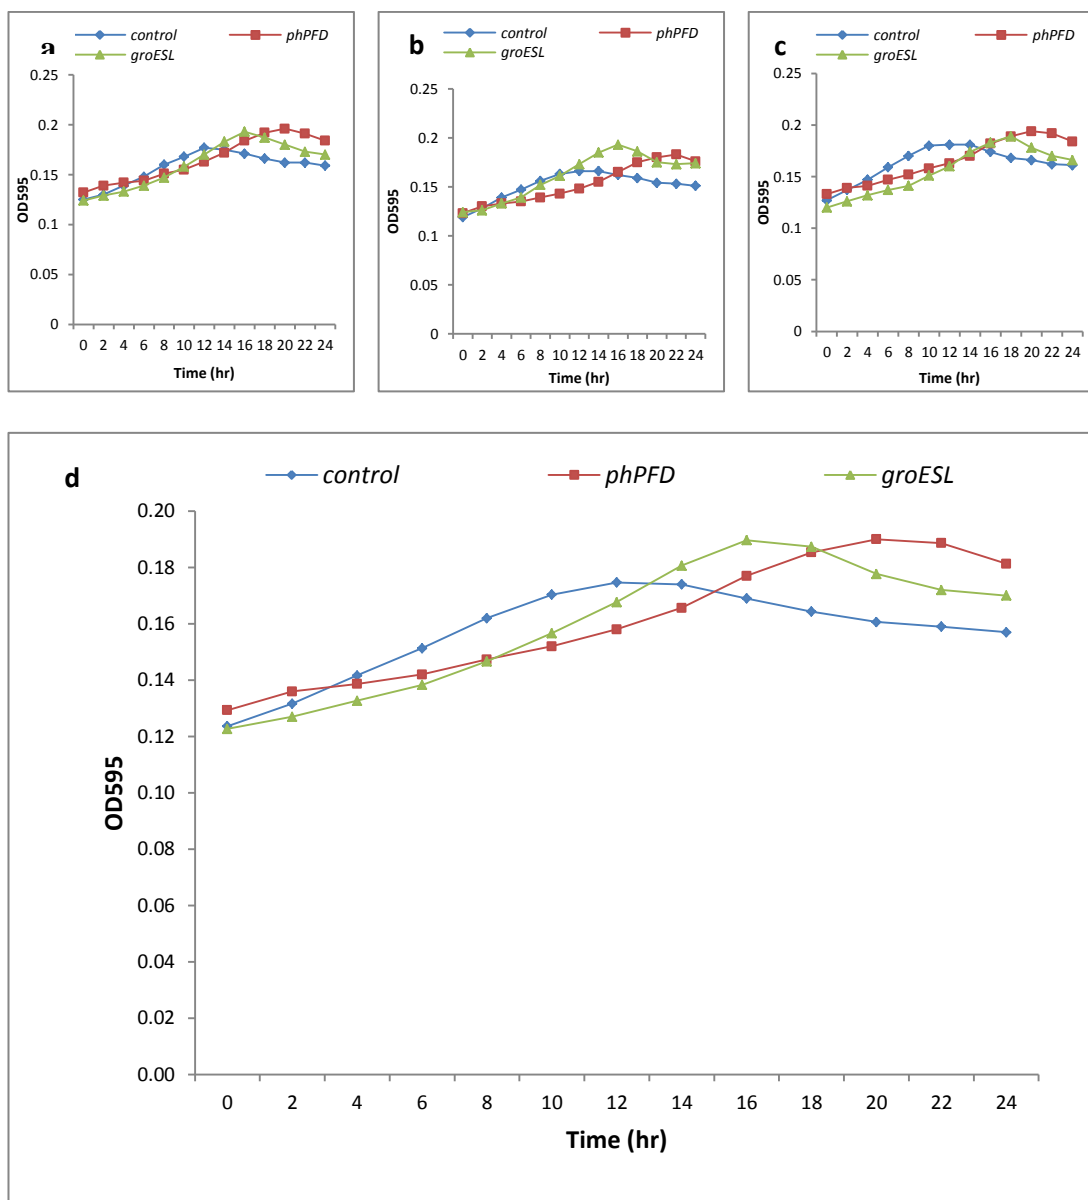 a
control
phPFD
groESL
0.25
0.2
0.15
0.1
0.05
0
OD595
0 2 4 6 8 10 12 14 16 18 20 22 24
Time (hr)
b
control
phPFD
groESL
0.25
0.2
0.15
0.1
0.05
0
OD595
0 2 4 6 8 10 12 14 16 18 20 22 24
Time (hr)
c
control
phPFD
groESL
0.25
0.2
0.15
0.1
0.05
0
OD595
0 2 4 6 8 10 12 14 16 18 20 22 24
Time (hr)
d
control phPFD groESL
0.20
0.18
0.16
0.14
0.12
0.10
0.08
0.06
0.04
0.02
0.00
OD595
0 2 4 6 8 10 12 14 16 18 20 22 24
Time (hr)